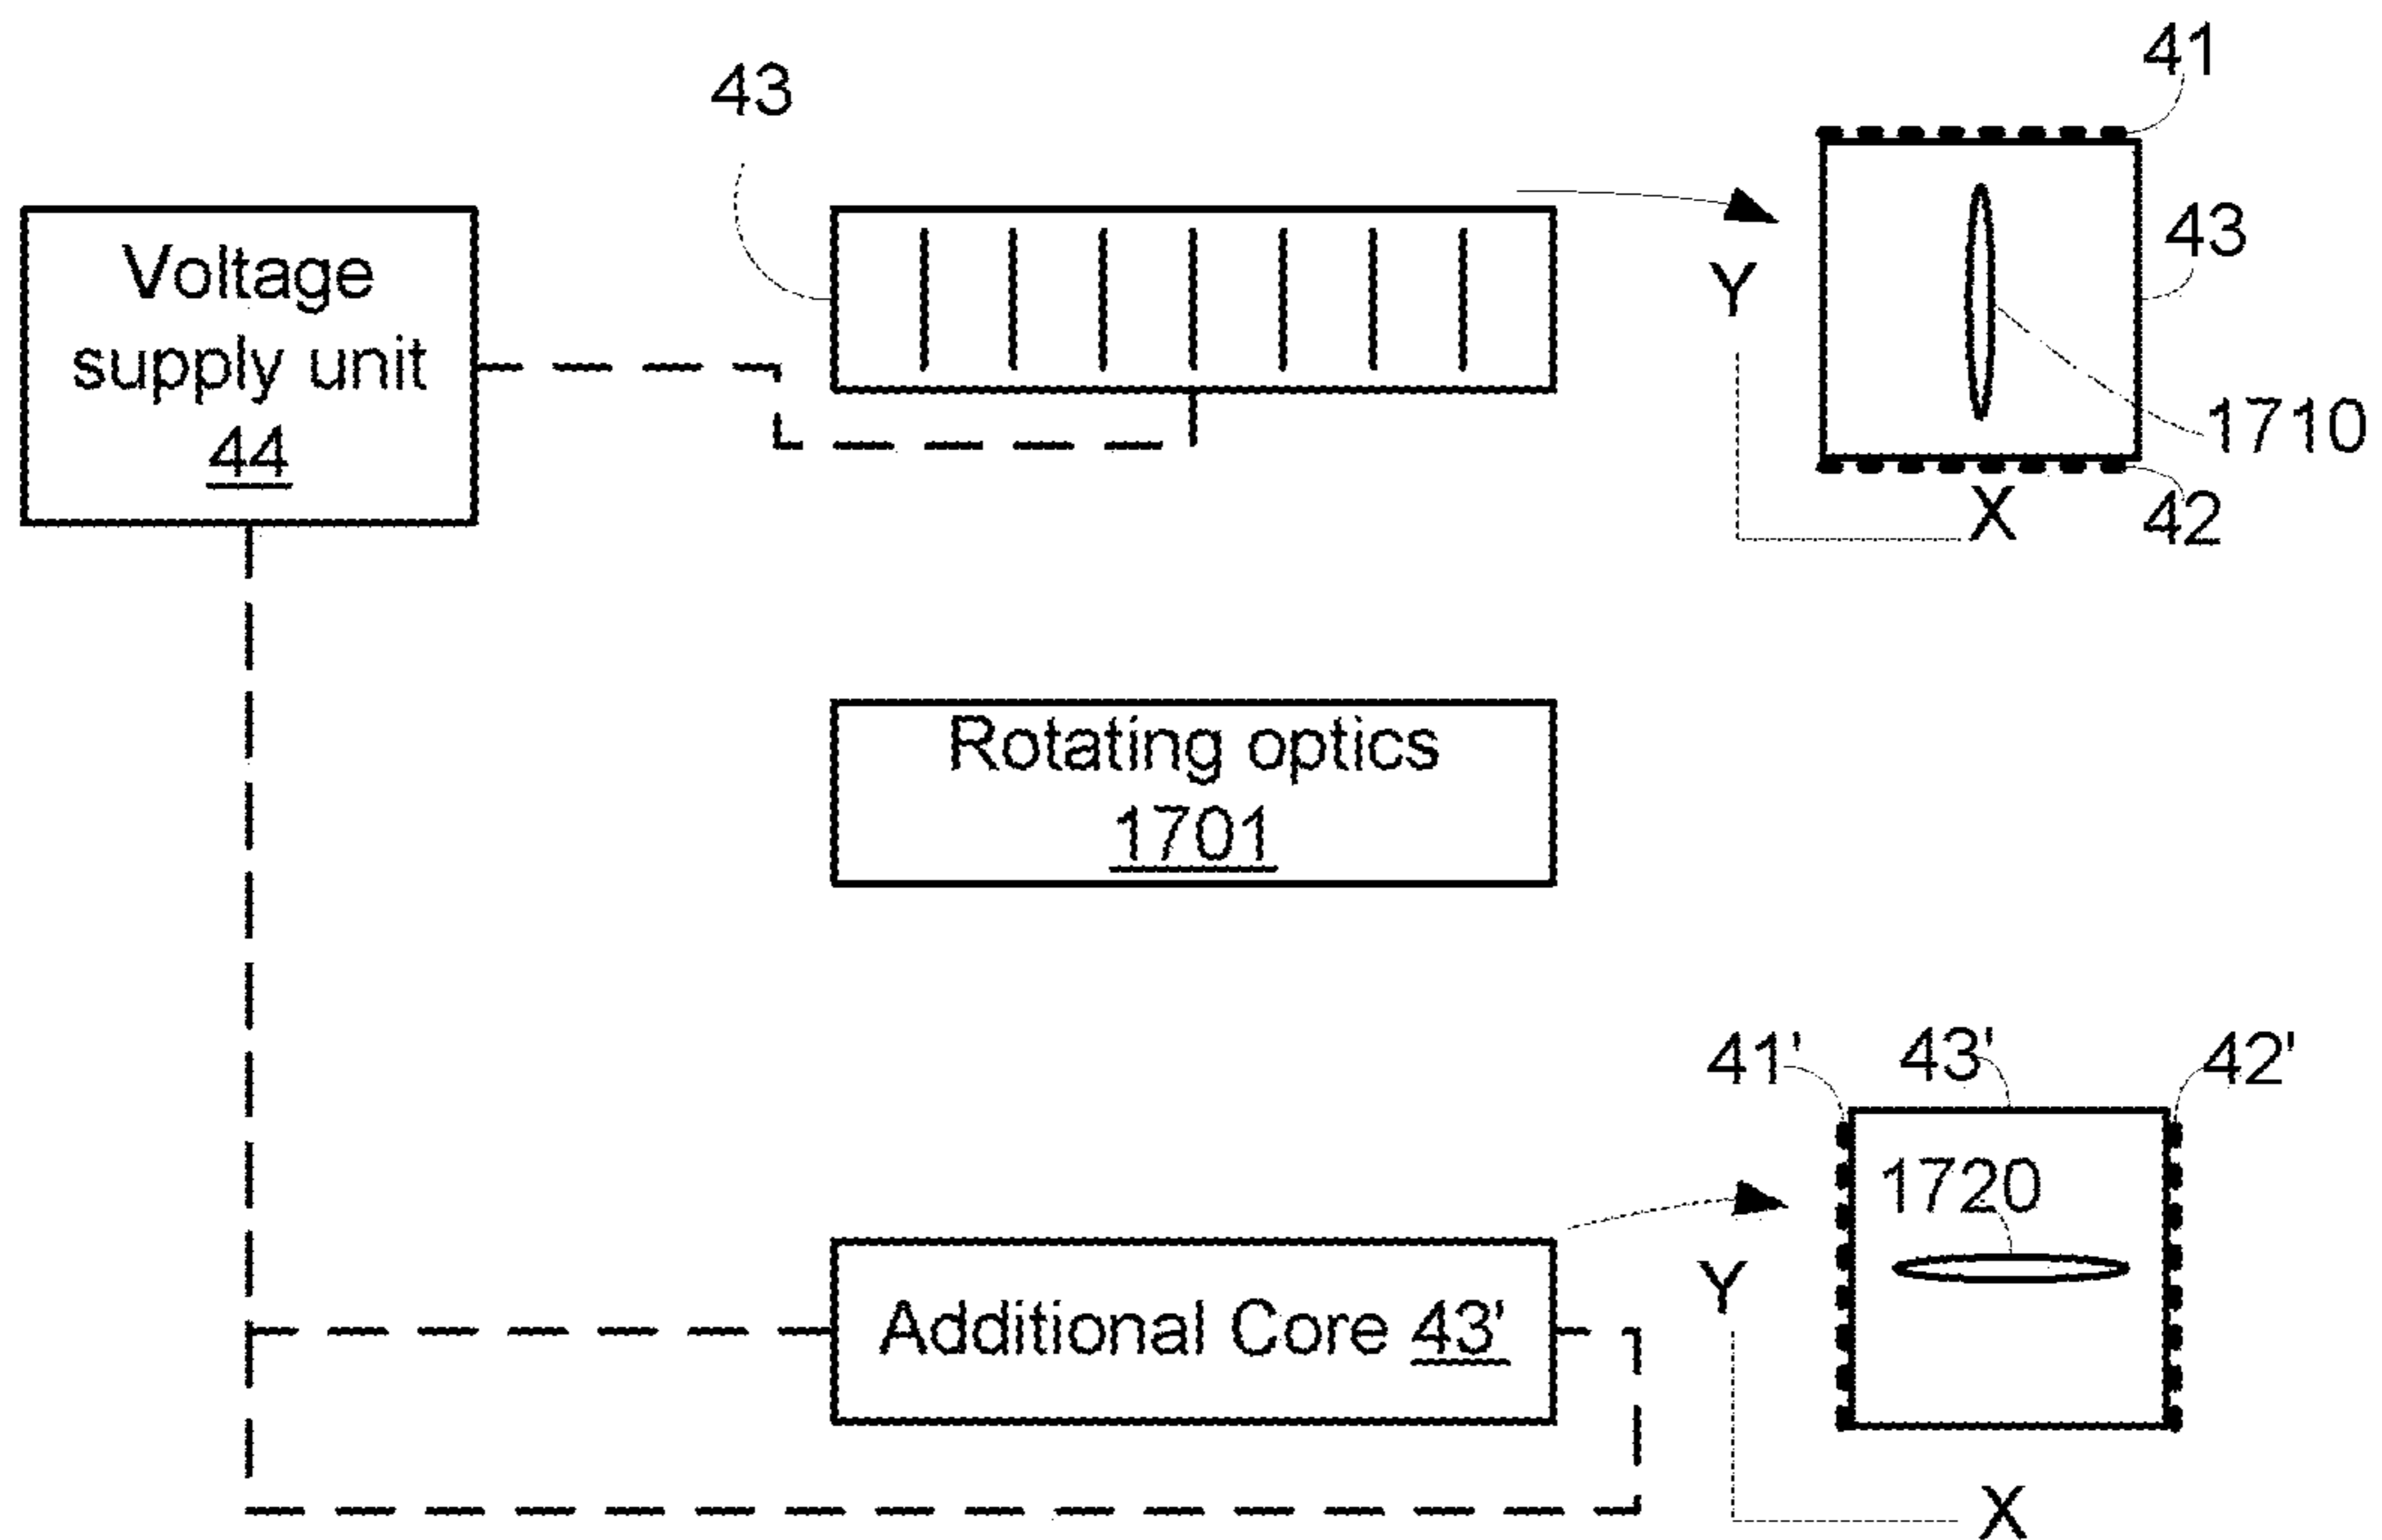 41
43
Voltage
supply unit
44
43
Y
1710
X
42
Rotating optics
1701
41'
43'
42'
1720
Y
Additional Core 43'
X